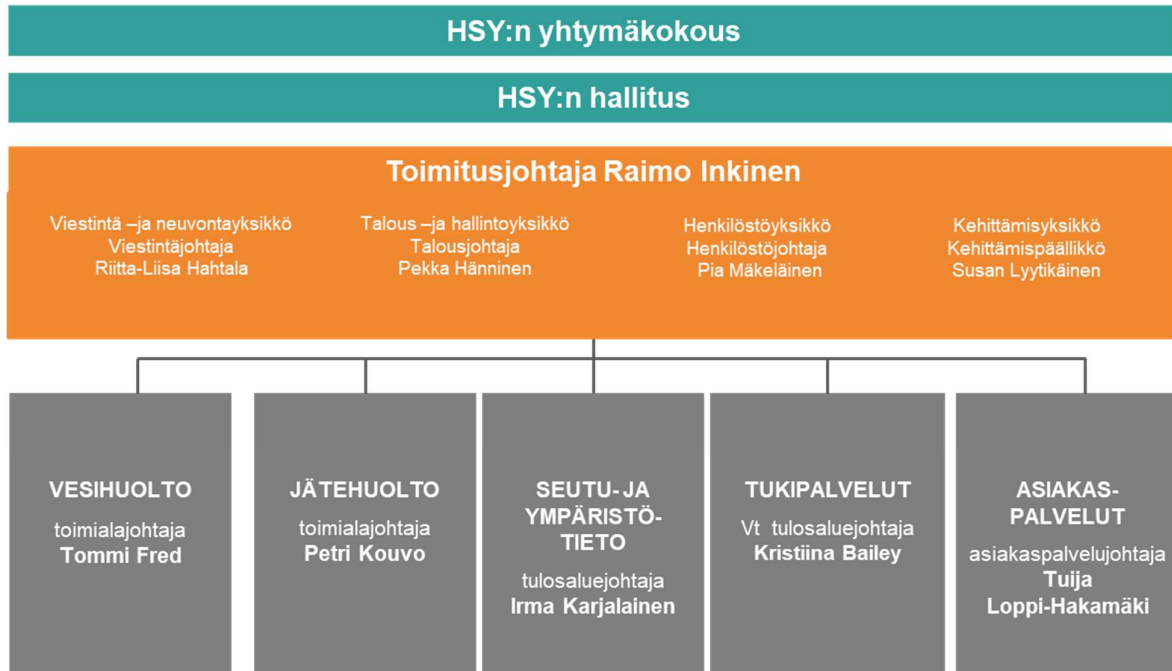 HSY:n yhtymäkokous
HSY:n hallitus
Toimitusjohtaja Raimo Inkinen
Viestintä –ja neuvontayksikkö
Viestintäjohtaja
Riitta-Liisa Hahtala
Talous –ja hallintoyksikkö
Talousjohtaja
Pekka Hänninen
Henkilöstöyksikkö
Henkilöstöjohtaja
Pia Mäkeläinen
Kehittämisyksikkö
Kehittämispäällikkö
Susan Lyytikäinen
VESIHUOLTO
toimialajohtaja
Tommi Fred
JÄTEHUOLTO
toimialajohtaja
Petri Kouvo
SEUTU- JA
YMPÄRISTÖ-
TIETO
tulosaluejohtaja
Irma Karjalainen
TUKIPALVELUT
Vt tulosaluejohtaja
Kristiina Bailey
ASIAKAS-
PALVELUT
asiakaspalvelujohtaja
Tuija
Loppi-Hakamäki